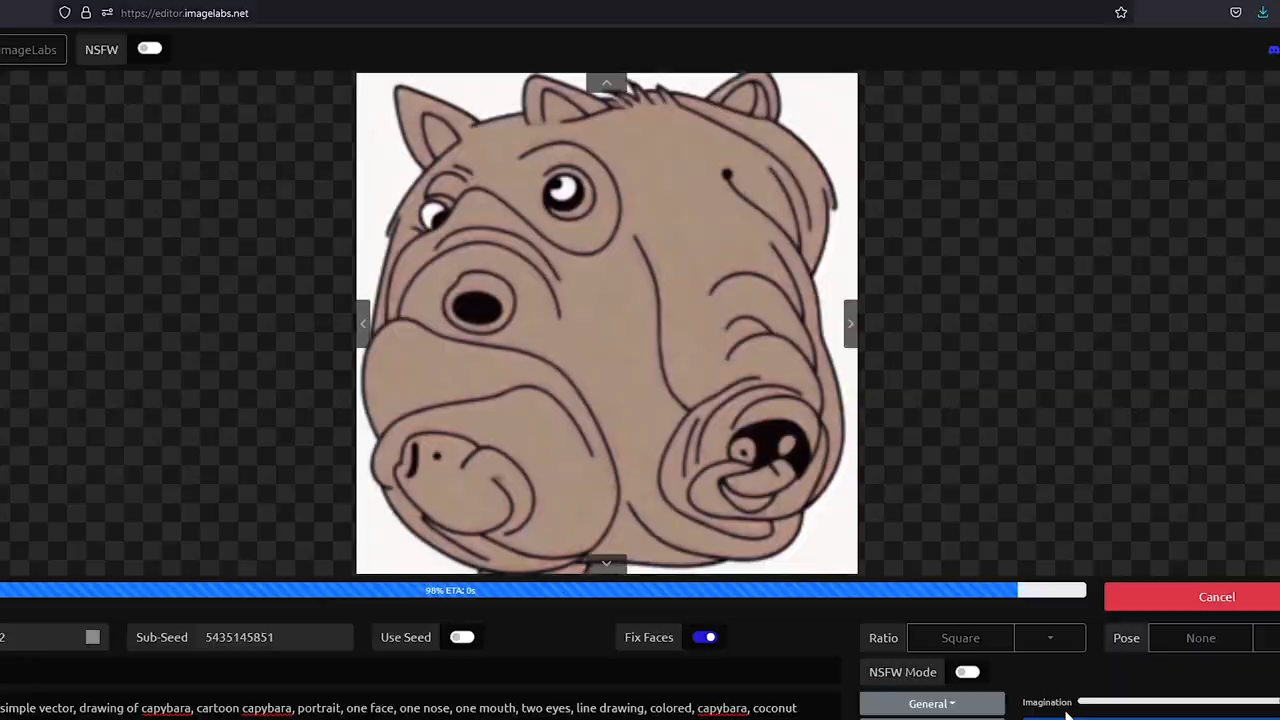 https://editor.imagelabs.net
ImageLabs NSFW
98% ETA: 0s
Cancel
2 Sub-Seed 5435145851 Use Seed Fix Faces Ratio Square Pose None
NSFW Mode
simple vector, drawing of capybara, cartoon capybara, portrait, one face, one nose, one mouth, two eyes, line drawing, colored, capybara, coconut
General Imagination